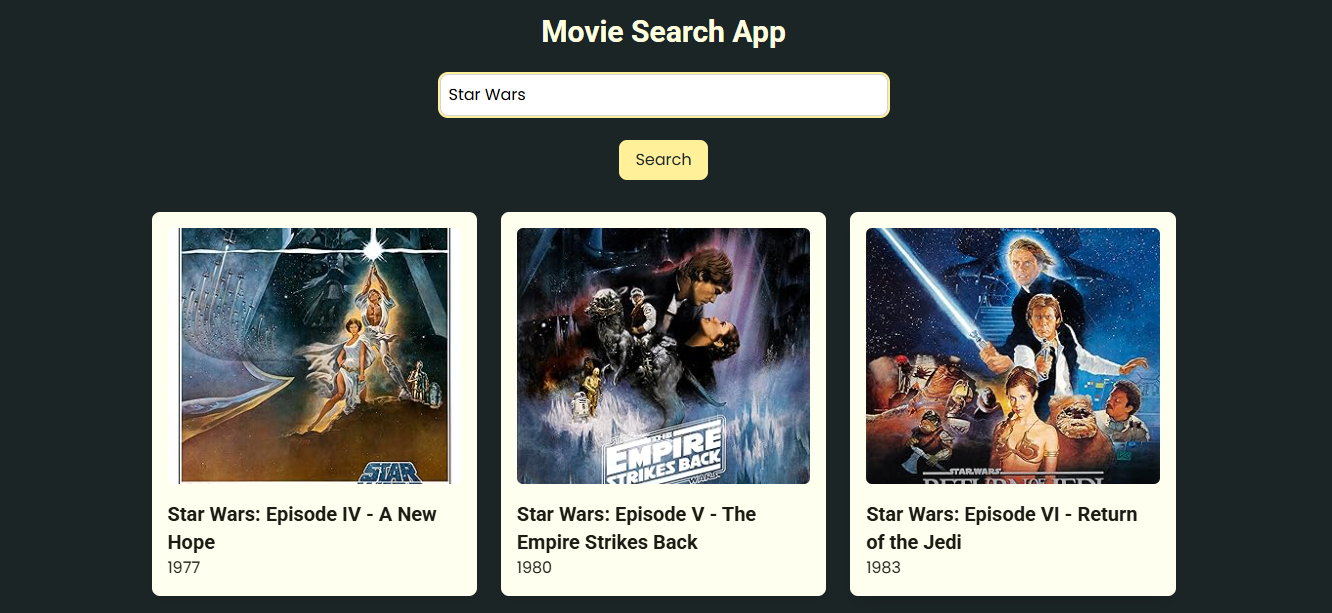 Movie Search App
Star Wars
Search
STAR
THE
EMPIRE
STRIKES BACK
STAR WARS
RETURN OF THE JEDI
Star Wars: Episode IV - A New
Hope
1977
Star Wars: Episode V - The
Empire Strikes Back
1980
Star Wars: Episode VI - Return
of the Jedi
1983